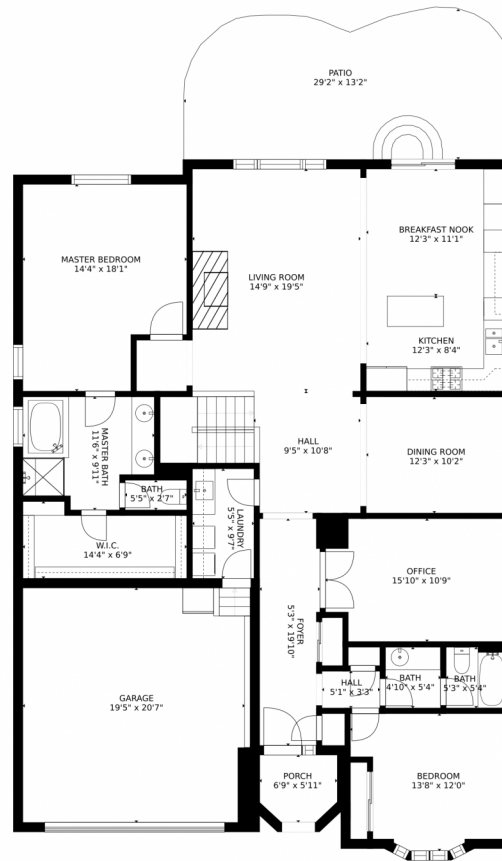 PATIO
29'2" x 13'2"
BREAKFAST NOOK
12'3" x 11'1"
MASTER BEDROOM
14'4" x 18'1"
LIVING ROOM
14'9" x 19'5"
KITCHEN
12'3" x 8'4"
MASTER BATH
11'6" x 9'11"
HALL
9'5" x 10'8"
DINING ROOM
12'3" x 10'2"
BATH
5'5" x 2'7"
LAUNDRY
5'5" x 9'7"
W.I.C.
14'4" x 6'9"
OFFICE
15'10" x 10'9"
FOYER
5'3" x 19'10"
HALL
5'1" x 3'3"
BATH
4'10" x 5'4"
BATH
5'3" x 5'4"
GARAGE
19'5" x 20'7"
PORCH
6'9" x 5'11"
BEDROOM
13'8" x 12'0"